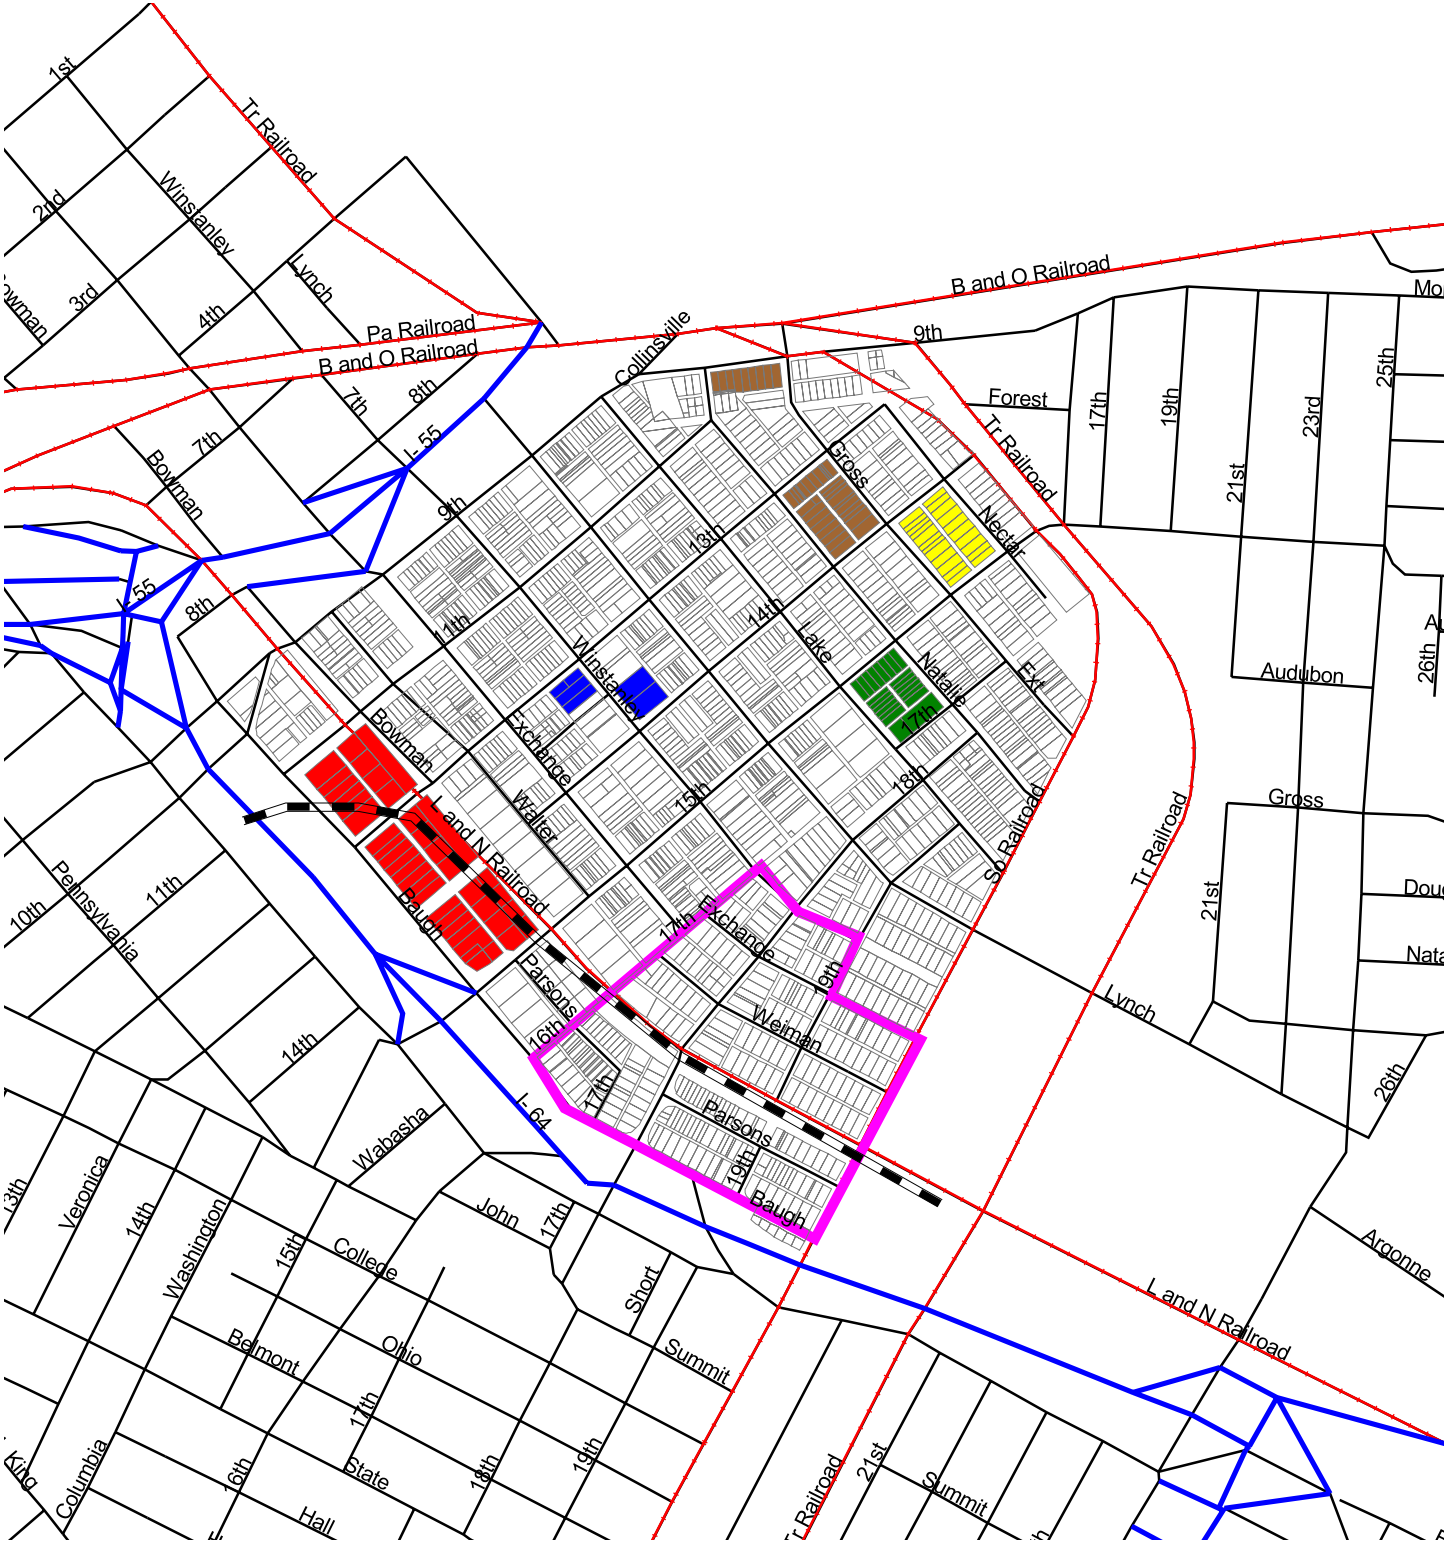 1st
Tr Railroad
Winstanley
2nd
Lynch
B and O Railroad
owman
3rd
4th
Mor
Pa Railroad
B and O Railroad
Collinsville
9th
7th
8th
25th
Forest
17th
19th
23rd
7th
I- 55
Gross
Tr Railroad
Bowman
21st
9th
Nectar
13th
I- 55
8th
11th
14th
Lake
Winstanley
Natalie
Ext
Audubon
26th
17th
Bowman
Exchange
18th
15th
Gross
Walter
L and N Railroad
So Railroad
Tr Railroad
Pennsylvania
11th
10th
Baugh
17th
Exchange
21st
Doug
Nata
19th
Parsons
Lynch
Weiman
16th
14th
17th
I- 64
Parsons
26th
Wabasha
19th
13th
Veronica
14th
Washington
John
17th
Baugh
15th
College
Short
Argonne
L and N Railroad
Belmont
Ohio
Summit
17th
King
Columbia
16th
State
18th
19th
21st
Summit
Tr Railroad
Hall